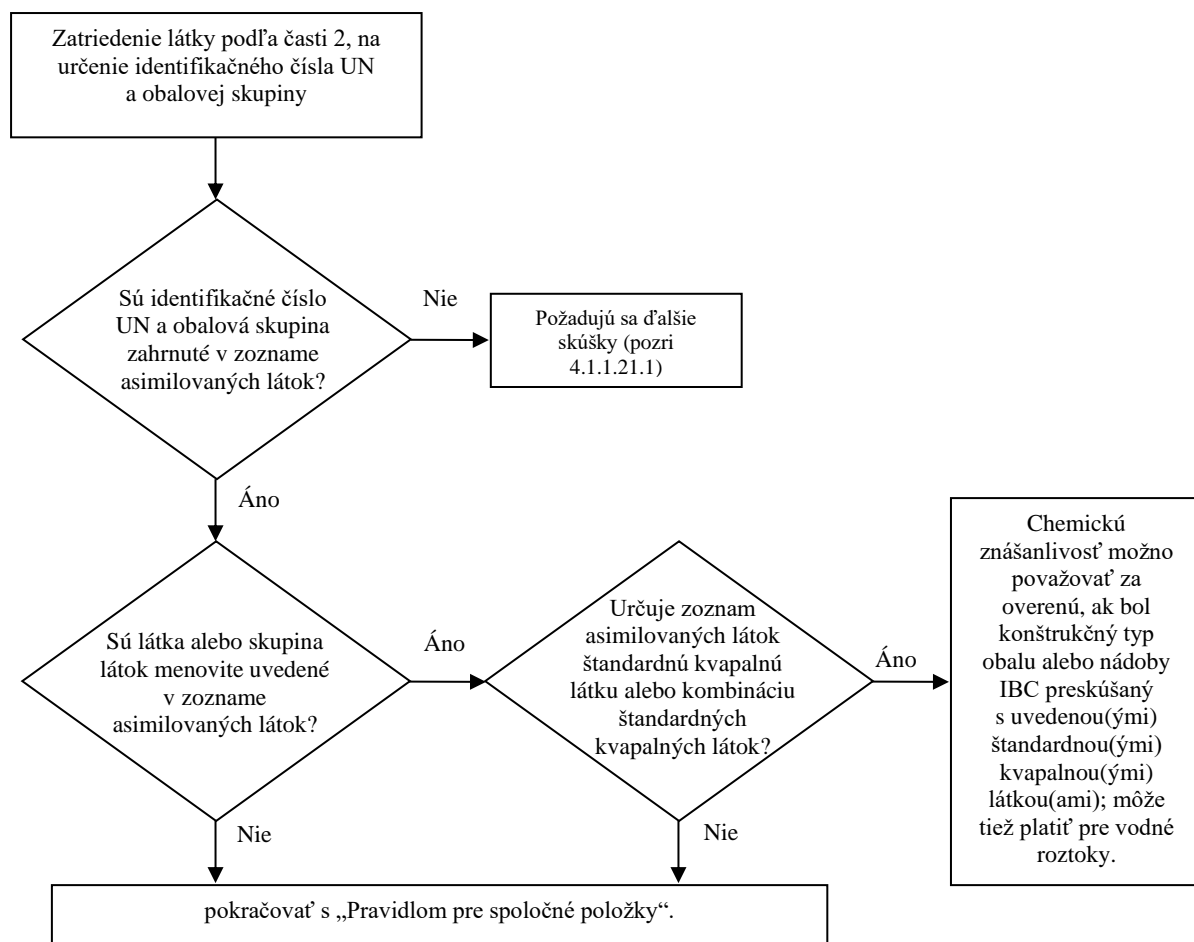 Zatriedenie látky podľa časti 2, na
určenie identifikačného čísla UN
a obalovej skupiny
Sú identifikačné číslo
UN a obalová skupina
zahrnuté v zozname
asimilovaných látok?
Nie
Požadujú sa ďalšie
skúšky (pozri
4.1.1.21.1)
Áno
Sú látka alebo skupina
látok menovite uvedené
v zozname
asimilovaných látok?
Áno
Určuje zoznam
asimilovaných látok
štandardnú kvapalnú
látku alebo kombináciu
štandardných
kvapalných látok?
Áno
Chemickú
znášanlivosť možno
považovať za
overenú, ak bol
konštrukčný typ
obalu alebo nádoby
IBC preskúšaný
s uvedenou(ými)
štandardnou(ými)
kvapalnou(ými)
látkou(ami); môže
tiež platiť pre vodné
roztoky.
Nie
Nie
pokračovať s „Pravidlom pre spoločné položky“.